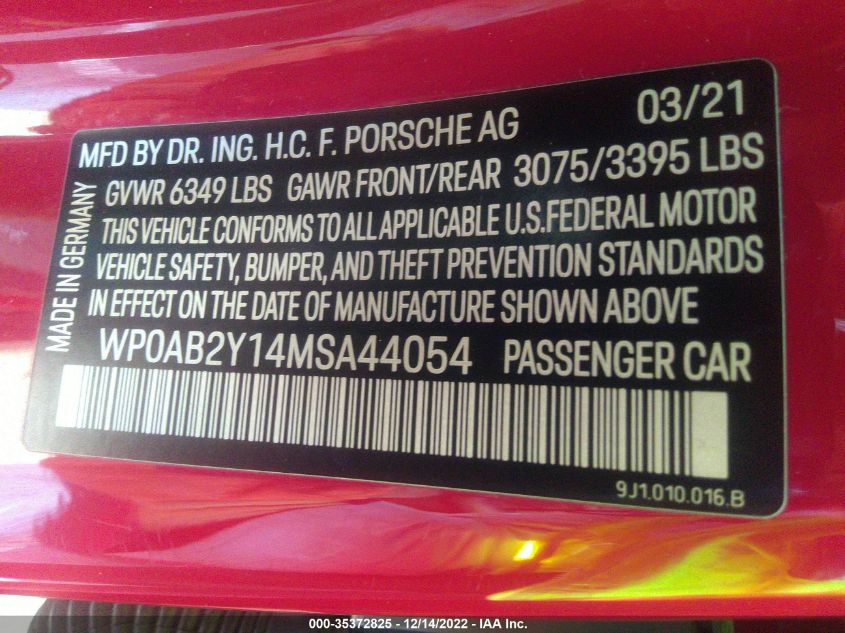 03/21
MFD BY DR. ING. H.C. F. PORSCHE AG
GVWR 6349 LBS GAWR FRONT/REAR 3075/3395 LBS
THIS VEHICLE CONFORMS TO ALL APPLICABLE U.S.FEDERAL MOTOR
VEHICLE SAFETY, BUMPER, AND THEFT PREVENTION STANDARDS
IN EFFECT ON THE DATE OF MANUFACTURE SHOWN ABOVE
MADE IN GERMANY
WP0AB2Y14MSA44054 PASSENGER CAR
9J1.010.016.B
000-35372825 - 12/14/2022 - IAA Inc.